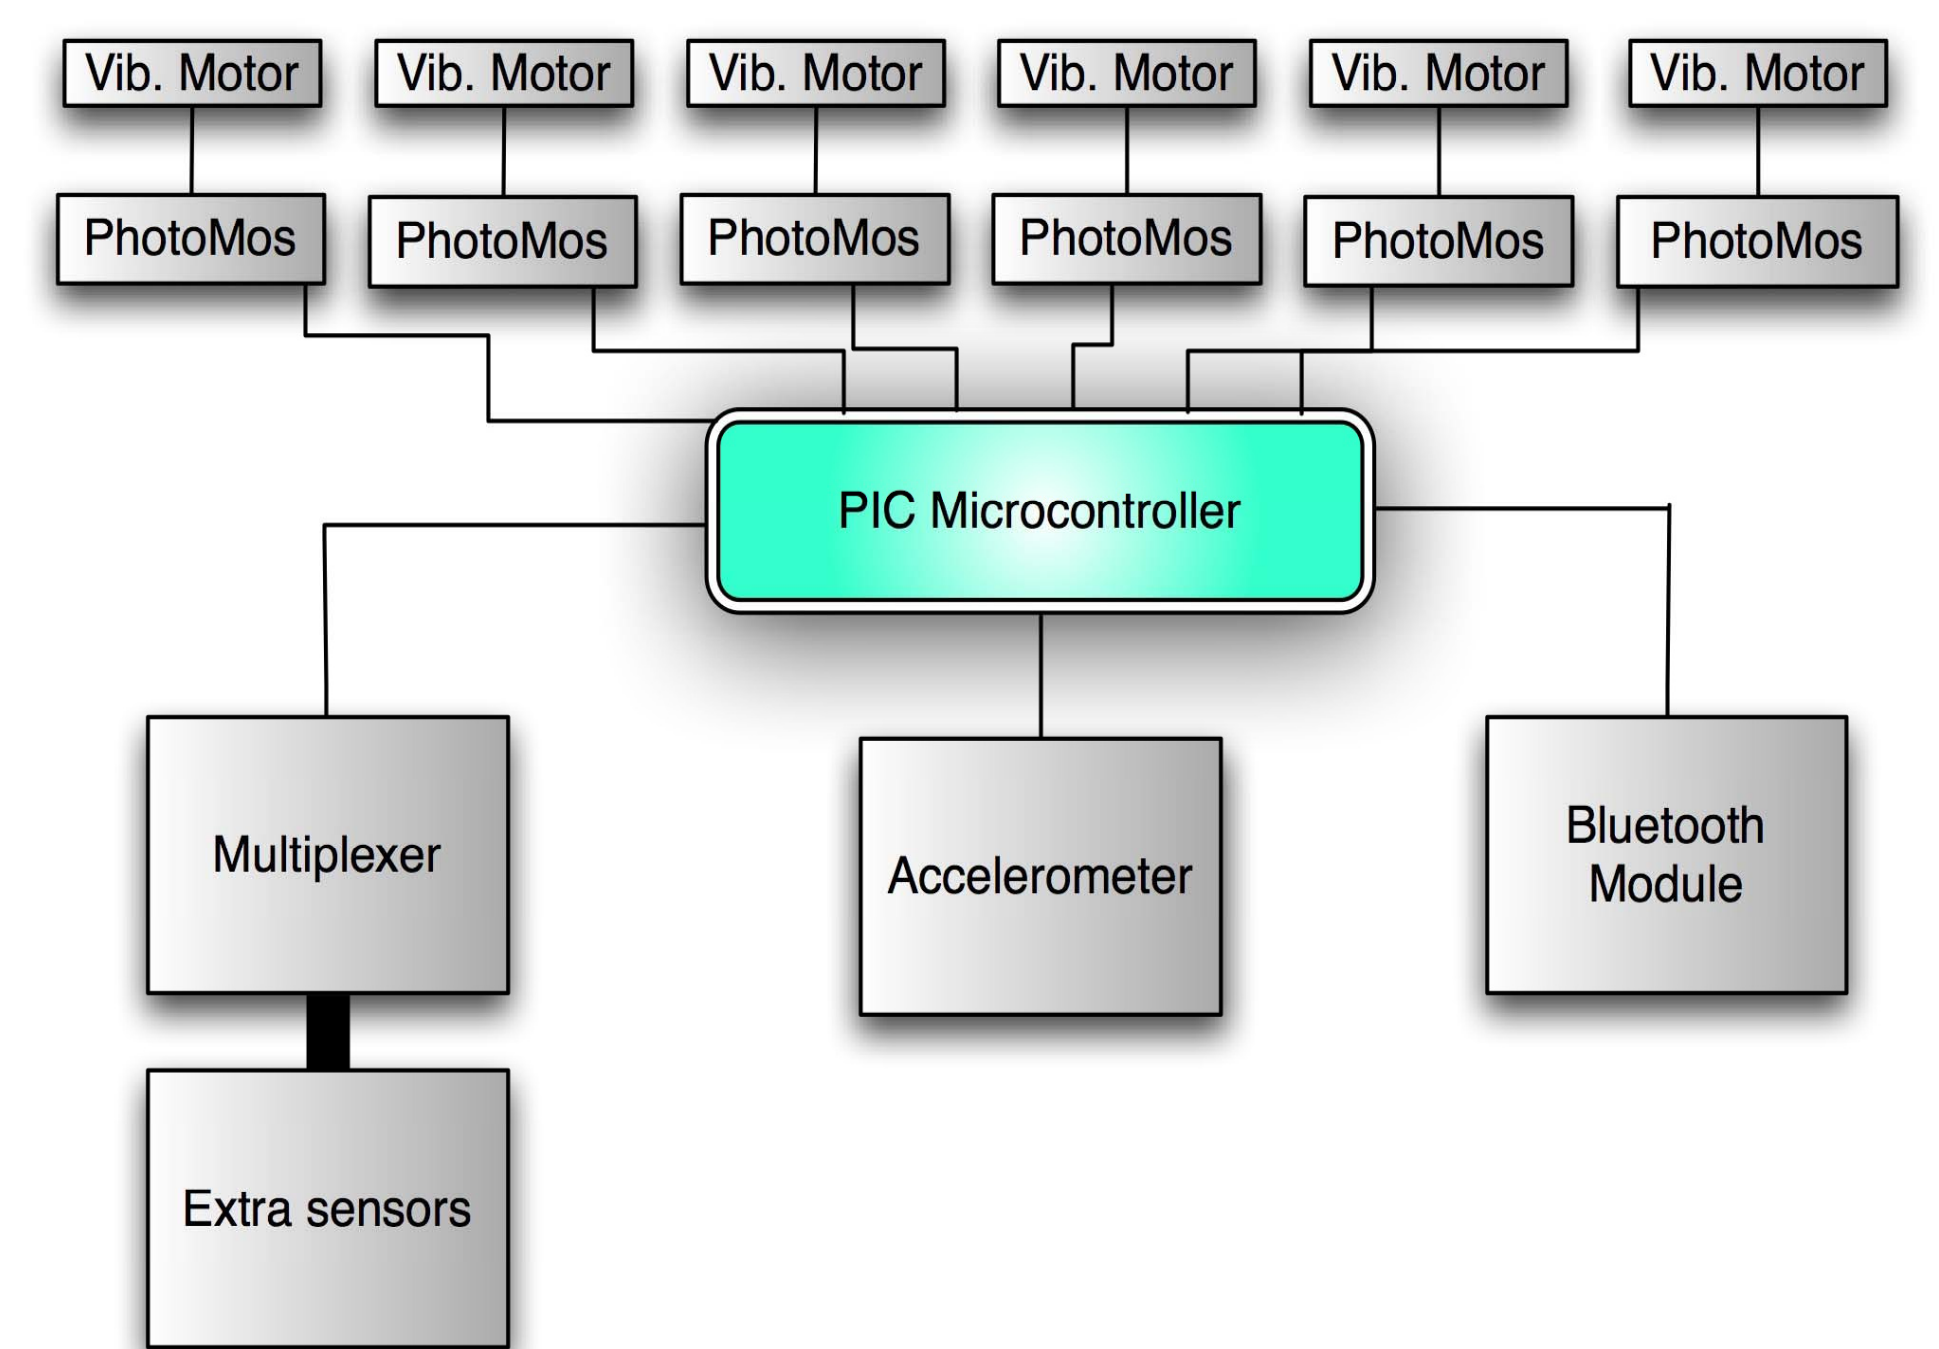 Vib. Motor
Vib. Motor
Vib. Motor
Vib. Motor
Vib. Motor
Vib. Motor
PhotoMos
PhotoMos
PhotoMos
PhotoMos
PhotoMos
PhotoMos
PIC Microcontroller
Multiplexer
Accelerometer
Bluetooth
Module
Extra sensors